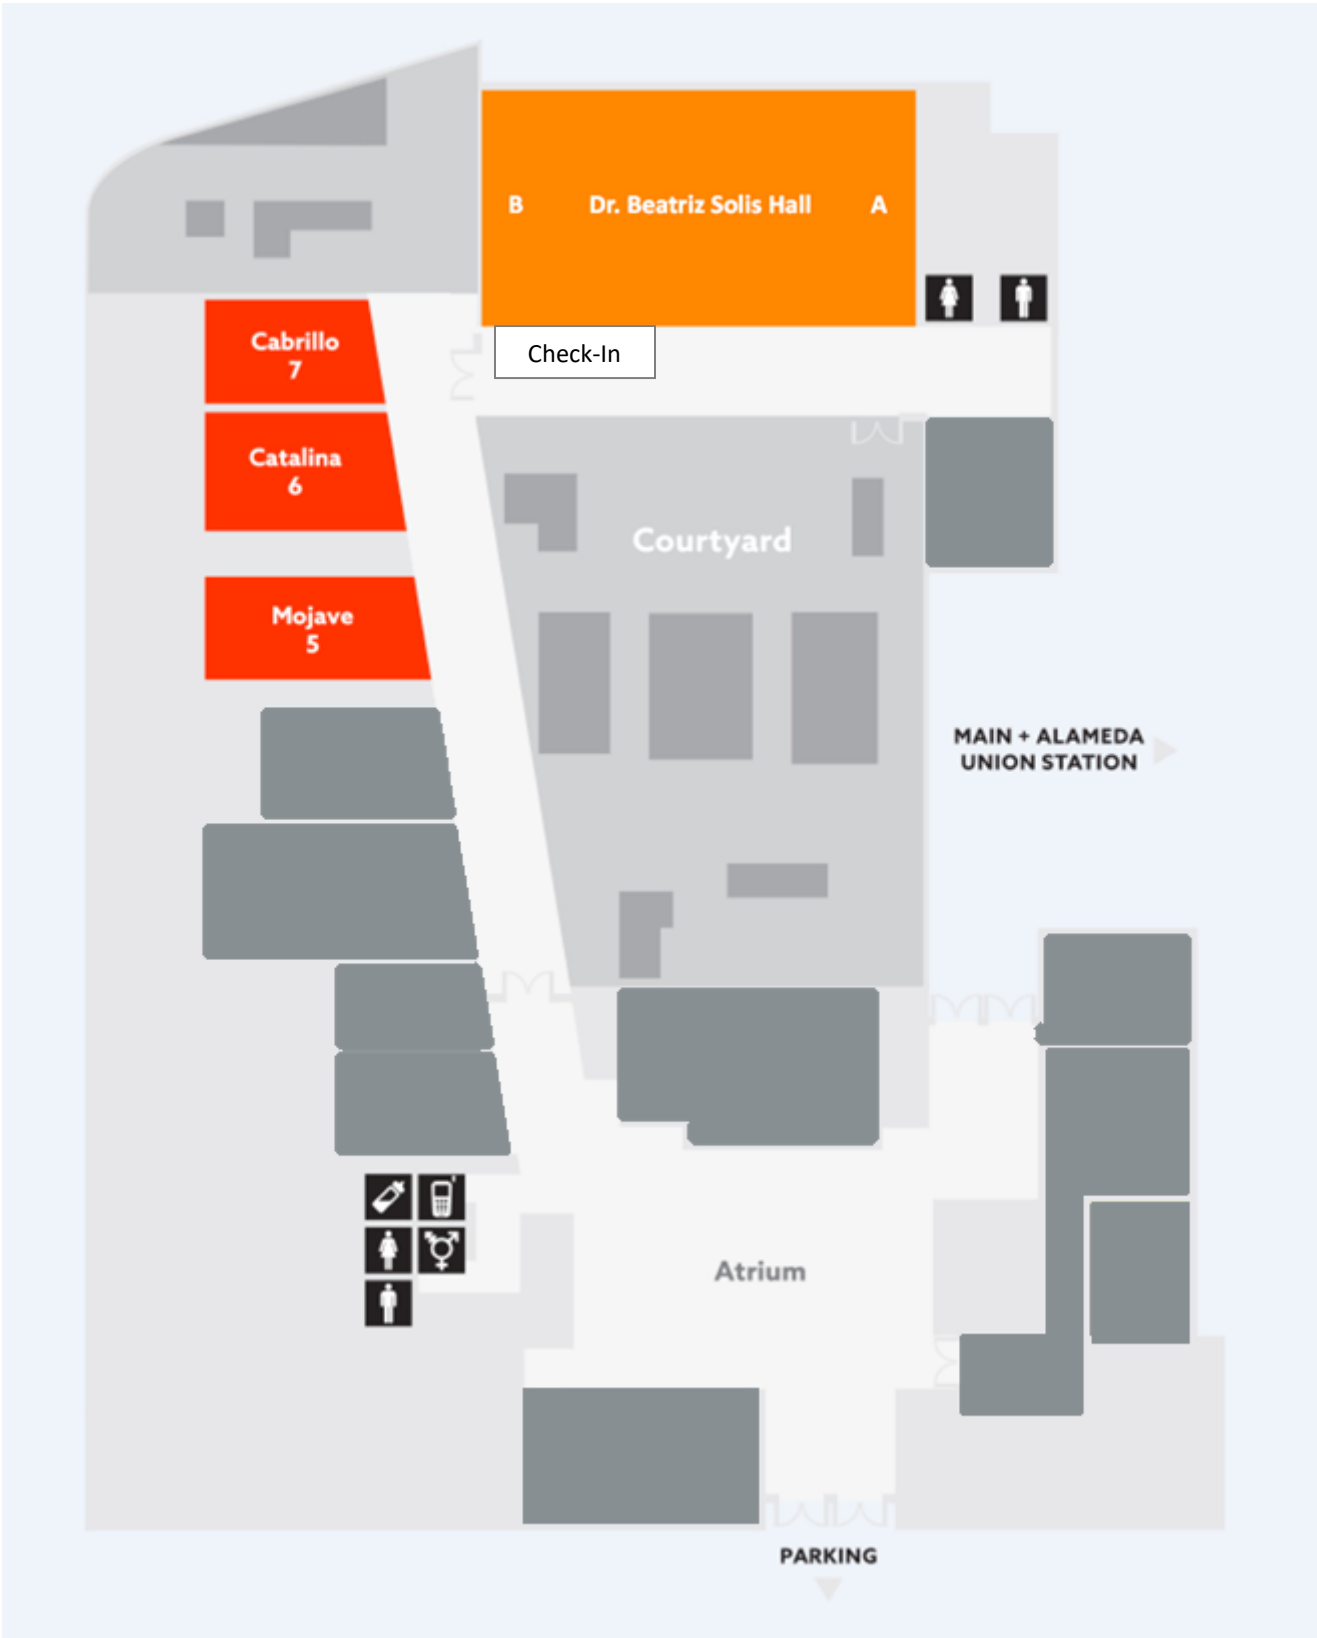 B Dr. Beatriz Solis Hall A
Cabrillo
7
Check-In
Catalina
6
Courtyard
Mojave
5
MAIN + ALAMEDA
UNION STATION
Atrium
PARKING